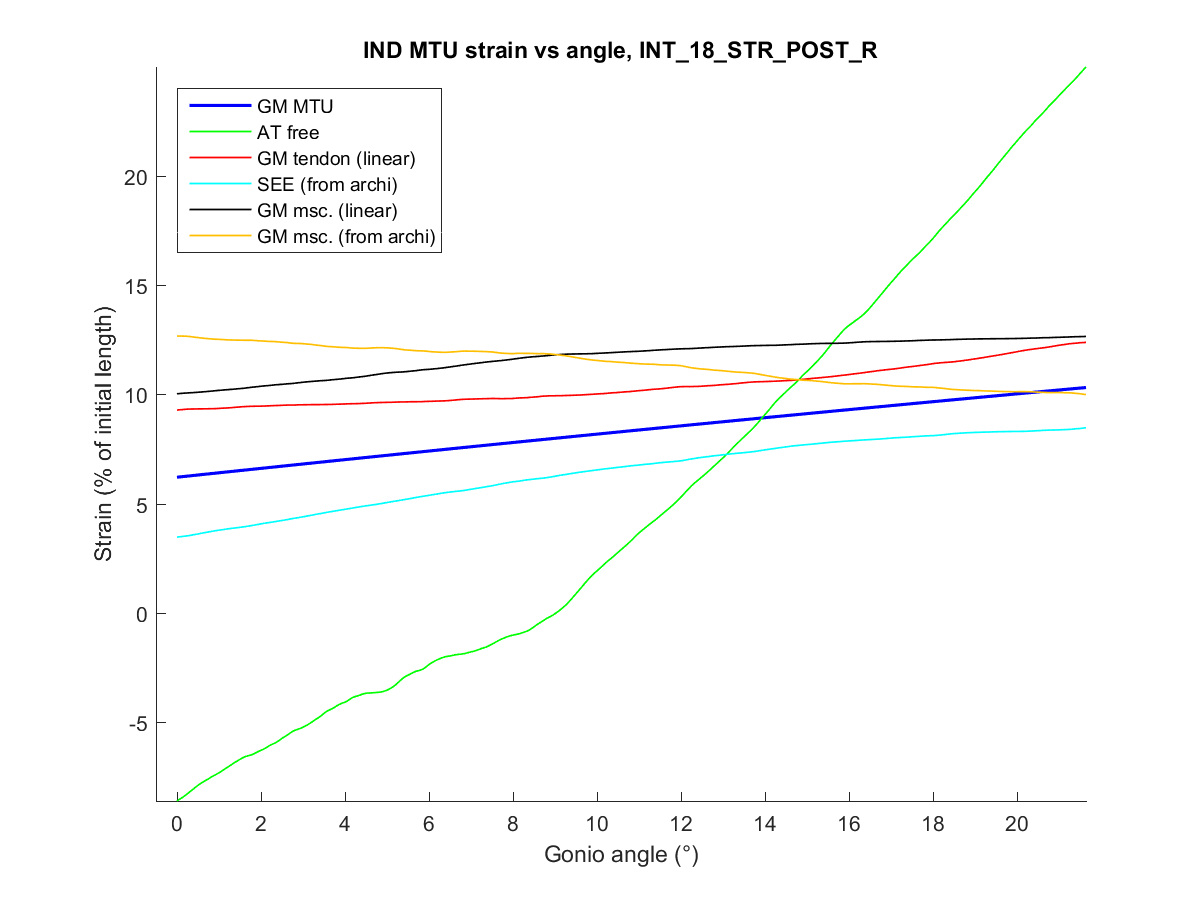 IND MTU strain vs angle, INT_18_STR_POST_R
GM MTU
AT free
GM tendon (linear)
SEE (from archi)
GM msc. (linear)
GM msc. (from archi)
Strain (% of initial length)
20
15
10
5
0
-5
0 2 4 6 8 10 12 14 16 18 20
Gonio angle (°)